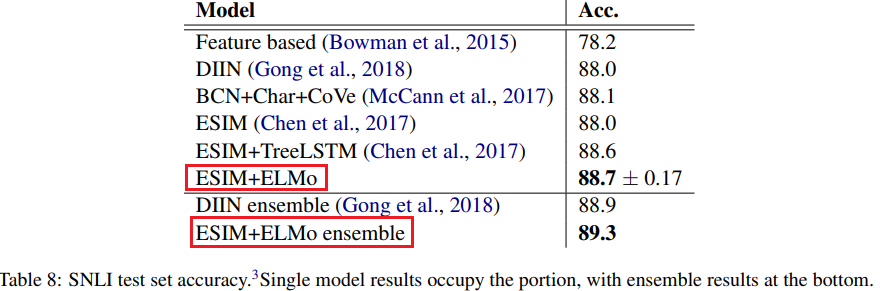 Model Acc.
Feature based (Bowman et al., 2015) 78.2
DIIN (Gong et al., 2018) 88.0
BCN+Char+CoVe (McCann et al., 2017) 88.1
ESIM (Chen et al., 2017) 88.0
ESIM+TreeLSTM (Chen et al., 2017) 88.6
ESIM+ELMo 88.7 ± 0.17
DIIN ensemble (Gong et al., 2018) 88.9
ESIM+ELMo ensemble 89.3
Table 8: SNLI test set accuracy.³Single model results occupy the portion, with ensemble results at the bottom.